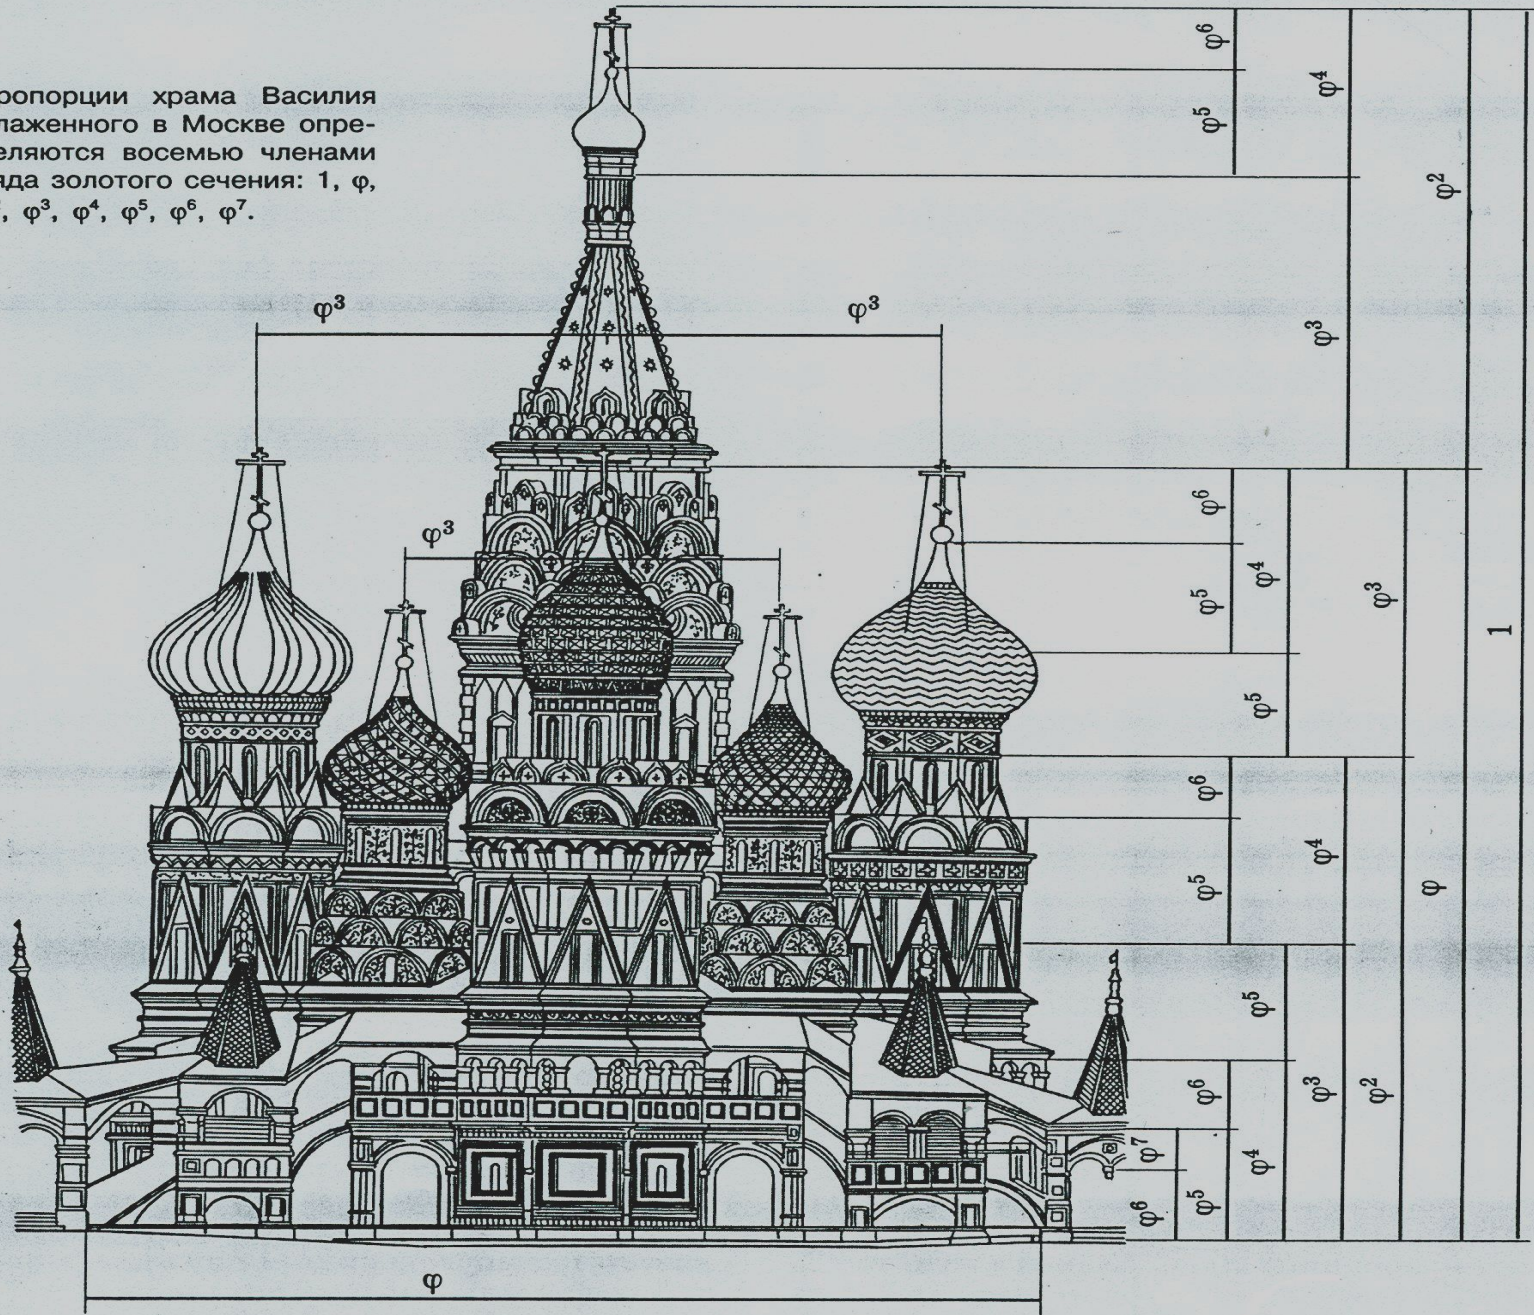 ропорции храма Василия
лаженного в Москве опре-
еляются восемью членами
яда золотого сечения: 1, φ,
², φ³, φ⁴, φ⁵, φ⁶, φ⁷.
φ⁶
φ⁴
φ⁵
φ²
φ³
φ³
φ³
φ⁶
φ³
φ⁴
φ⁵
φ³
1
φ⁵
φ⁶
φ⁴
φ⁵
φ
φ⁵
φ⁶
φ³
φ²
φ⁷
φ⁴
φ⁶
φ⁵
φ